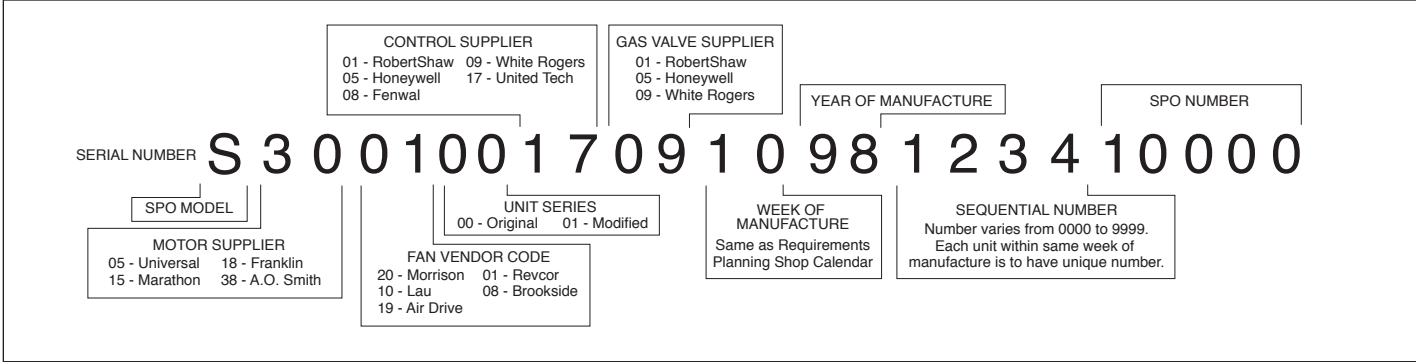 CONTROL SUPPLIER
01 - RobertShaw 09 - White Rogers
05 - Honeywell 17 - United Tech
08 - Fenwal
GAS VALVE SUPPLIER
01 - RobertShaw
05 - Honeywell
09 - White Rogers
YEAR OF MANUFACTURE
SPO NUMBER
SERIAL NUMBER S 3 0 0 1 0 0 1 7 0 9 1 0 9 8 1 2 3 4 1 0 0 0 0
SPO MODEL
MOTOR SUPPLIER
05 - Universal 18 - Franklin
15 - Marathon 38 - A.O. Smith
UNIT SERIES
00 - Original 01 - Modified
FAN VENDOR CODE
20 - Morrison 01 - Revcor
10 - Lau 08 - Brookside
19 - Air Drive
WEEK OF
MANUFACTURE
Same as Requirements
Planning Shop Calendar
SEQUENTIAL NUMBER
Number varies from 0000 to 9999.
Each unit within same week of
manufacture is to have unique number.